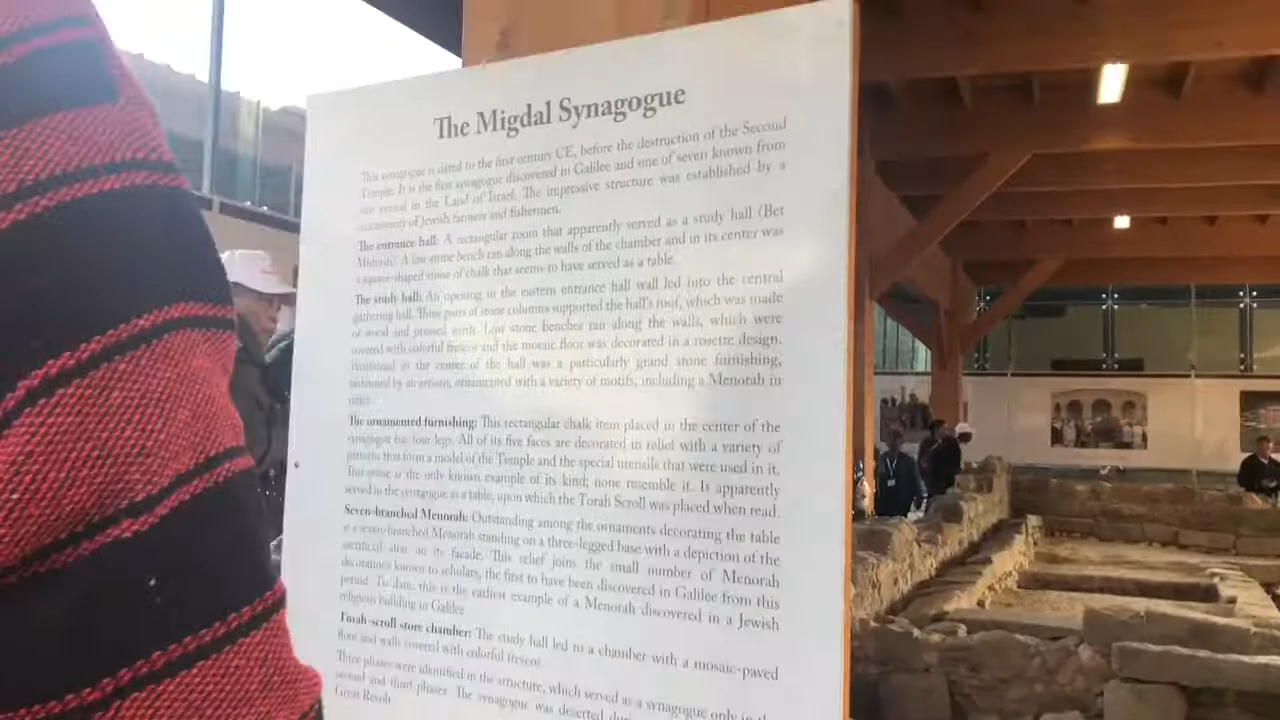 The Migdal Synagogue
This synagogue is dated to the first century CE, before the destruction of the Second
Temple. It is the first synagogue discovered in Galilee and one of seven known from
this period in the Land of Israel. The impressive structure was established by a
community of Jewish farmers and fishermen.
The entrance hall: A rectangular room that apparently served as a study hall (Bet
Midrash). A low stone bench ran along the walls of the chamber and in its center was
a square-shaped stone of chalk that seems to have served as a table.
The study hall: An opening in the eastern entrance hall wall led into the central
gathering hall. Three pairs of stone columns supported the hall's roof, which was made
of wood and pressed earth. Low stone benches ran along the walls, which were
covered with colorful frescos and the mosaic floor was decorated in a rosette design.
Positioned in the center of the hall was a particularly grand stone furnishing,
fashioned by an artisan, ornamented with a variety of motifs, including a Menorah in
relief.
The ornamented furnishing: This rectangular chalk item placed in the center of the
synagogue has four legs. All of its five faces are decorated in relief with a variety of
patterns that form a model of the Temple and the special utensils that were used in it.
This stone is the only known example of its kind; none resemble it. It apparently
served in the synagogue as a table, upon which the Torah Scroll was placed when read.
Seven-branched Menorah: Outstanding among the ornaments decorating the table
is a seven-branched Menorah standing on a three-legged base with a depiction of the
sacrificial altar on its facade. This relief joins the small number of Menorah
decorations known to scholars, the first to have been discovered in Galilee from this
period. To date, this is the earliest example of a Menorah discovered in a Jewish
religious building in Galilee.
Torah-scroll store chamber: The study hall led to a chamber with a mosaic-paved
floor and walls covered with colorful frescos.
Three phases were identified in the structure, which served as a synagogue only in
second and third phases. The synagogue was deserted
Great Revolt